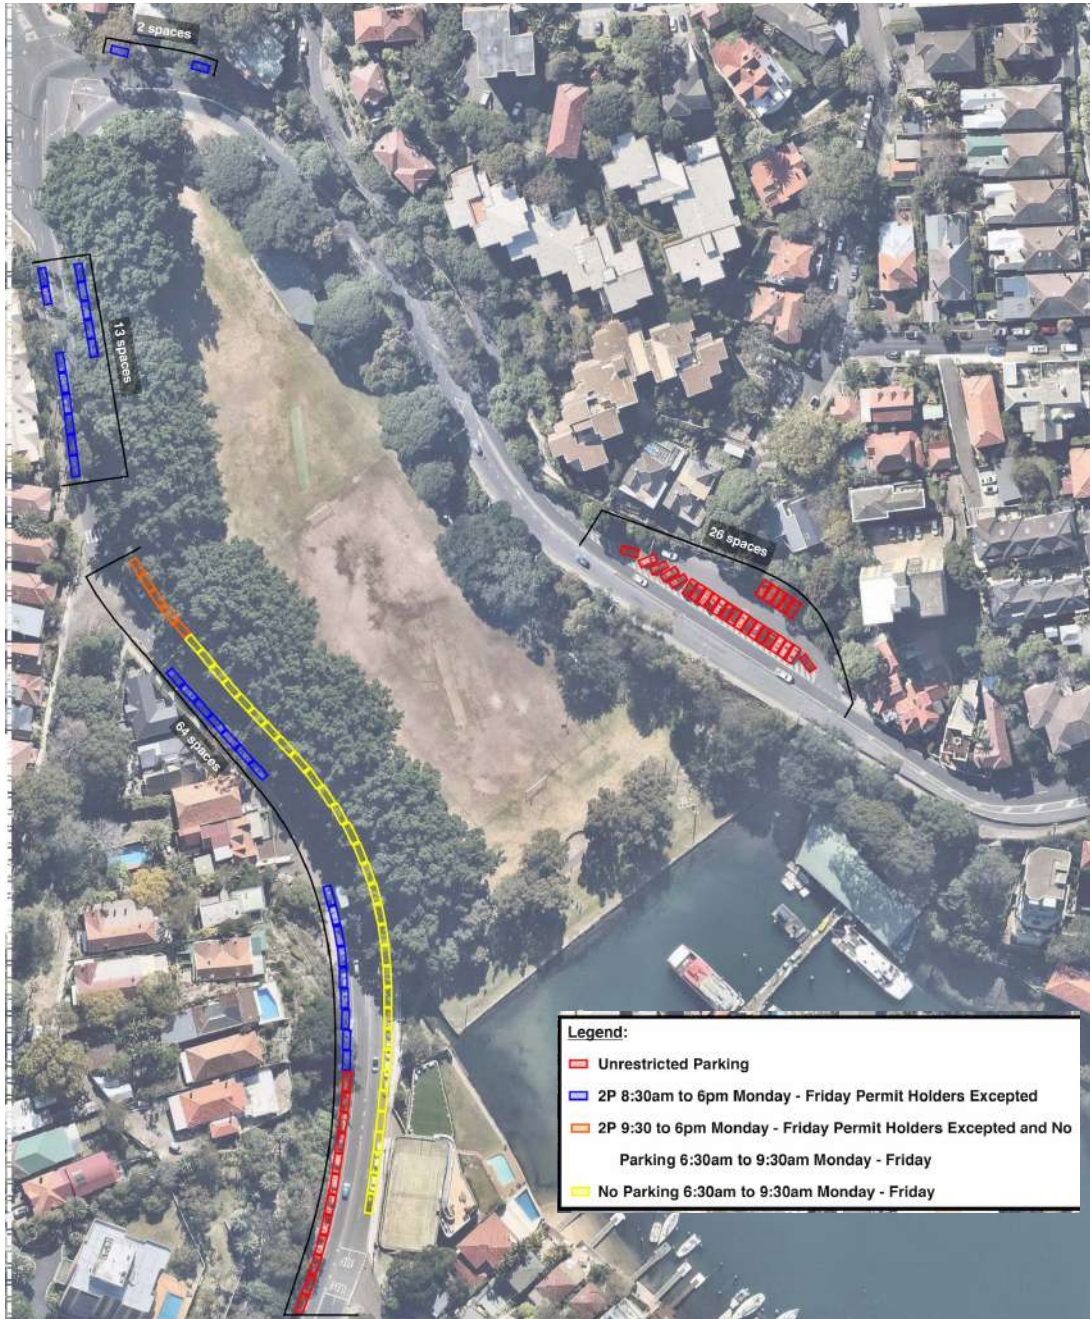 2 spaces
13 spaces
26 spaces
64 spaces
Legend:
Unrestricted Parking
2P 8:30am to 6pm Monday - Friday Permit Holders Excepted
2P 9:30 to 6pm Monday - Friday Permit Holders Excepted and No
Parking 6:30am to 9:30am Monday - Friday
No Parking 6:30am to 9:30am Monday - Friday